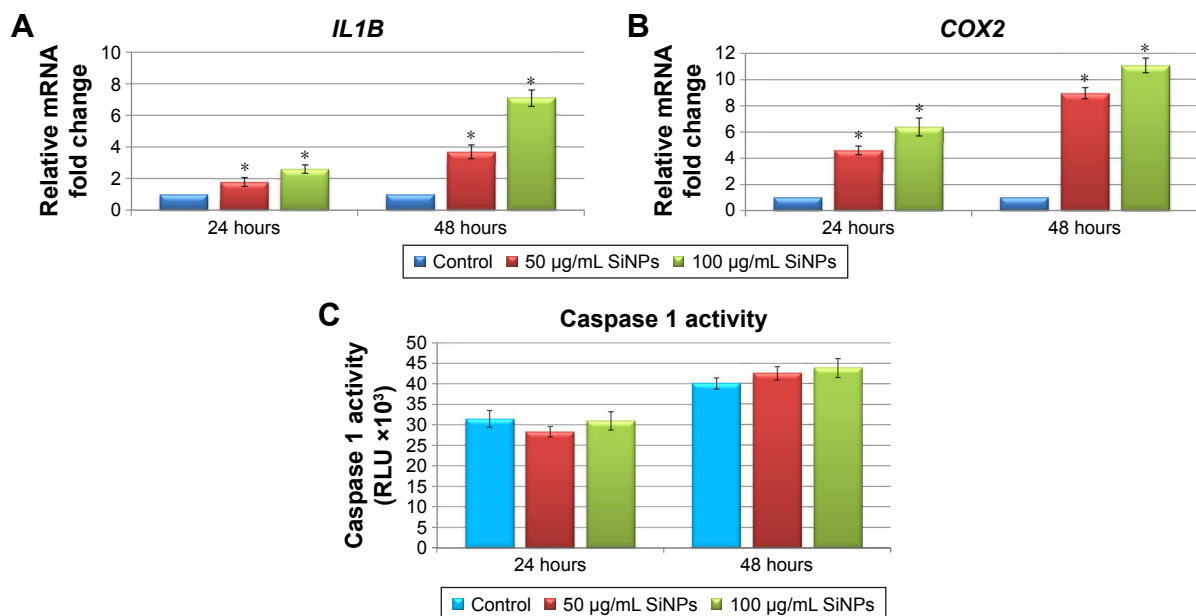 A
IL1B
Relative mRNA
fold change
10
8
6
4
2
0
* * * *
24 hours 48 hours
B
COX2
Relative mRNA
fold change
12
10
8
6
4
2
0
* * * *
24 hours 48 hours
Control 50 µg/mL SiNPs 100 µg/mL SiNPs
C
Caspase 1 activity
Caspase 1 activity
(RLU ×10³)
50
45
40
35
30
25
20
15
10
5
0
24 hours 48 hours
Control 50 µg/mL SiNPs 100 µg/mL SiNPs